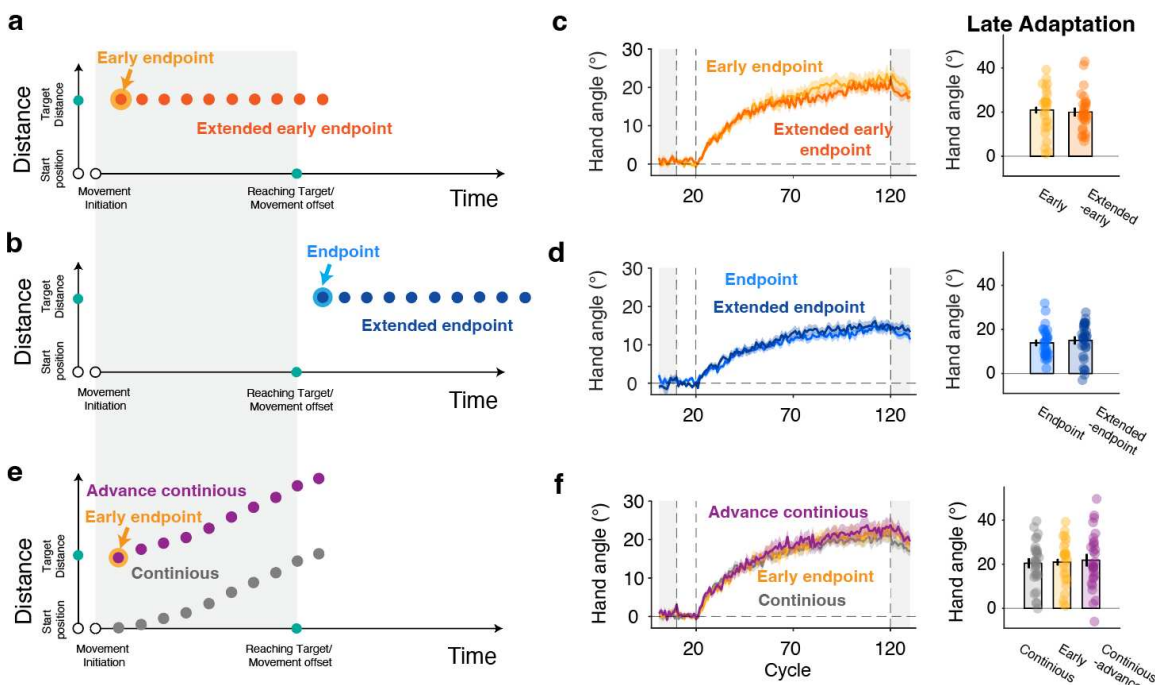 a
Early endpoint
Extended early endpoint
Distance
Target
Distance
Start
position
Movement
Initiation
Reaching Target/
Movement offset
Time
b
Endpoint
Extended endpoint
Distance
Target
Distance
Start
position
Movement
Initiation
Reaching Target/
Movement offset
Time
e
Advance continious
Early endpoint
Continious
Distance
Target
Distance
Start
position
Movement
Initiation
Reaching Target/
Movement offset
Time
c
Hand angle (°)
30
20
10
0
20
70
120
Early endpoint
Extended early
endpoint
Late Adaptation
Hand angle (°)
40
20
0
Early
Extended
-early
d
Hand angle (°)
30
20
10
0
20
70
120
Endpoint
Extended endpoint
Hand angle (°)
40
20
0
Endpoint
Extended
-endpoint
f
Hand angle (°)
30
20
10
0
20
70
120
Cycle
Advance continious
Early endpoint
Continious
Hand angle (°)
40
20
0
Continious
Early
Continious